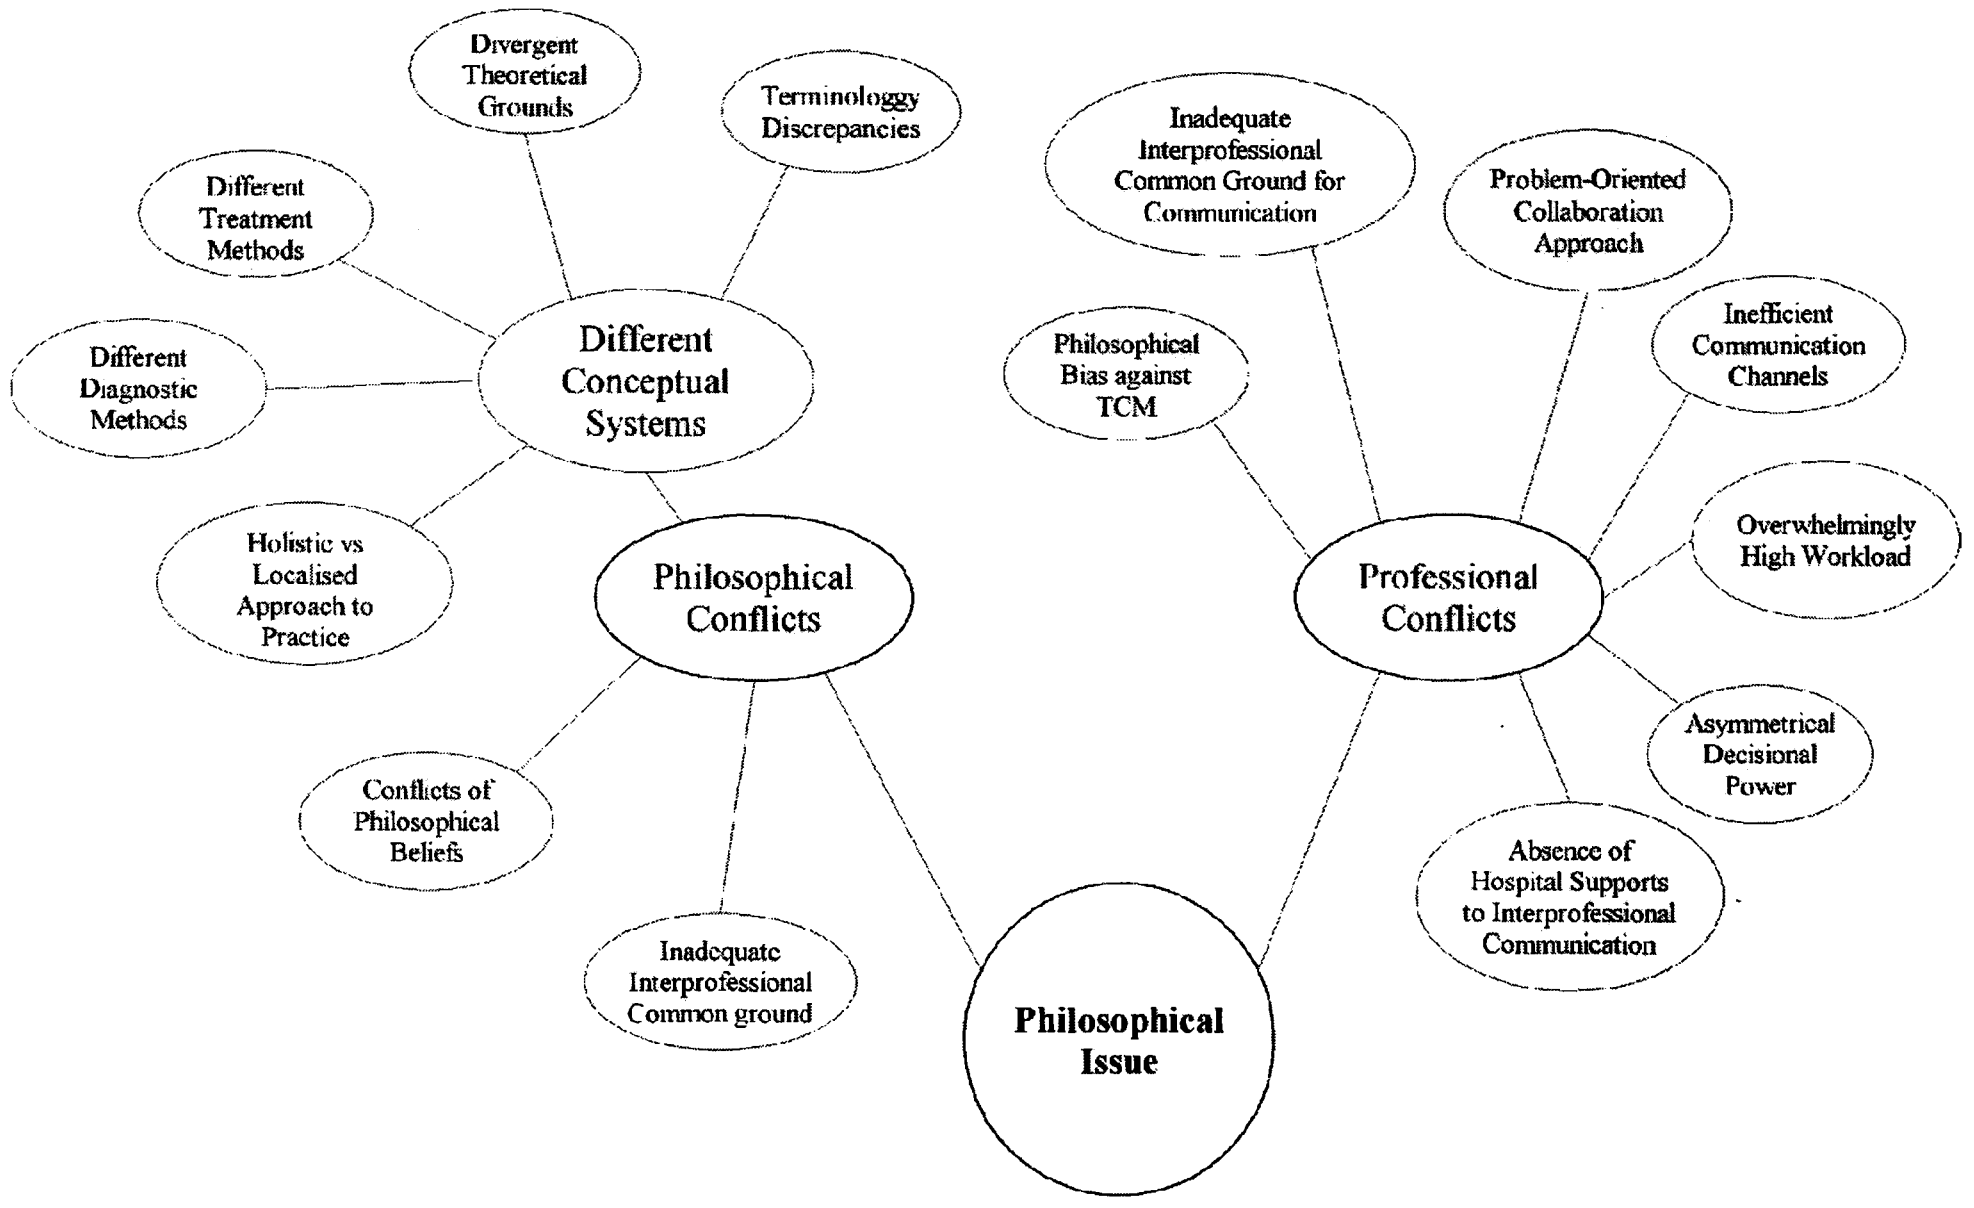 Divergent
Theoretical
Grounds
Terminologgy
Discrepancies
Different
Treatment
Methods
Different
Diagnostic
Methods
Different
Conceptual
Systems
Holistic vs
Localised
Approach to
Practice
Philosophical
Conflicts
Conflicts of
Philosophical
Beliefs
Inadequate
Interprofessional
Common ground
Inadequate
Interprofessional
Common Ground for
Communication
Problem-Oriented
Collaboration
Approach
Philosophical
Bias against
TCM
Inefficient
Communication
Channels
Overwhelmingly
High Workload
Professional
Conflicts
Asymmetrical
Decisional
Power
Absence of
Hospital Supports
to Interprofessional
Communication
Philosophical
Issue